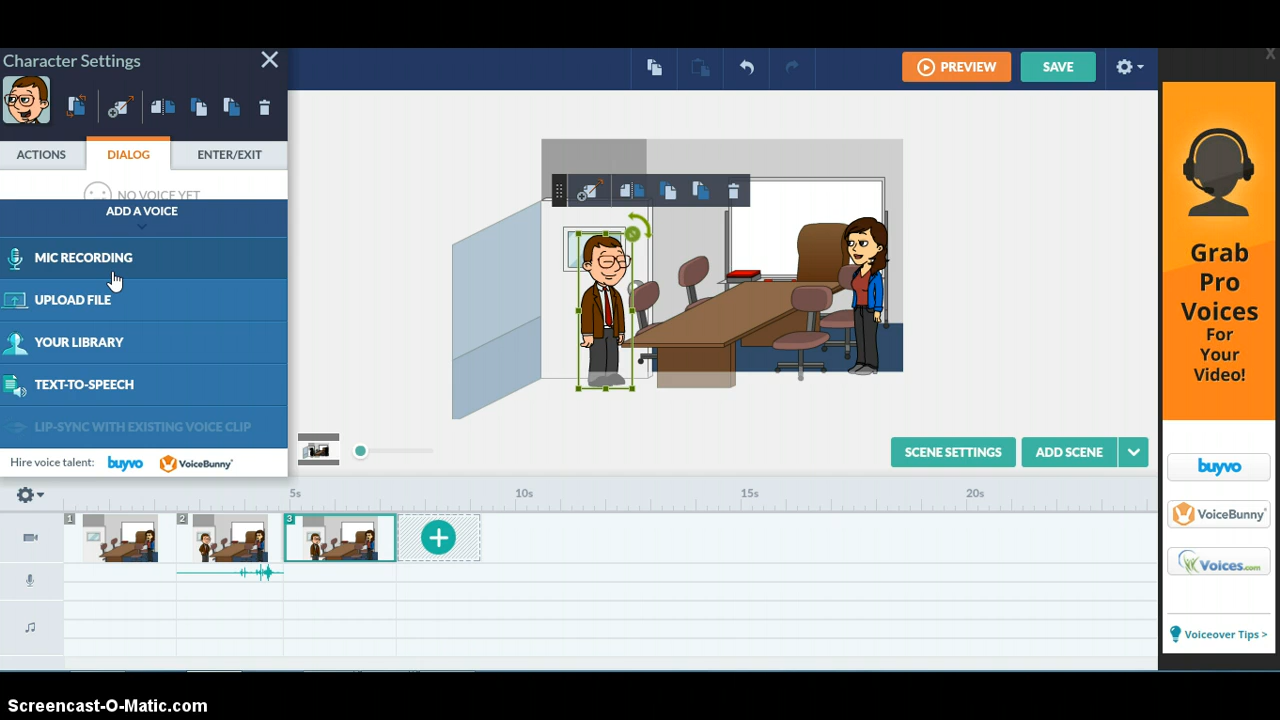 Character Settings
PREVIEW
SAVE
X
ACTIONS
DIALOG
ENTER/EXIT
NO VOICE YET
ADD A VOICE
MIC RECORDING
UPLOAD FILE
YOUR LIBRARY
TEXT-TO-SPEECH
LIP-SYNC WITH EXISTING VOICE CLIP
Hire voice talent: buyvo VoiceBunny
Grab
Pro
Voices
For
Your
Video!
SCENE SETTINGS
ADD SCENE
buyvo
VoiceBunny
Voices.com
Voiceover Tips >
5s
10s
15s
20s
1
2
3
Screencast-O-Matic.com